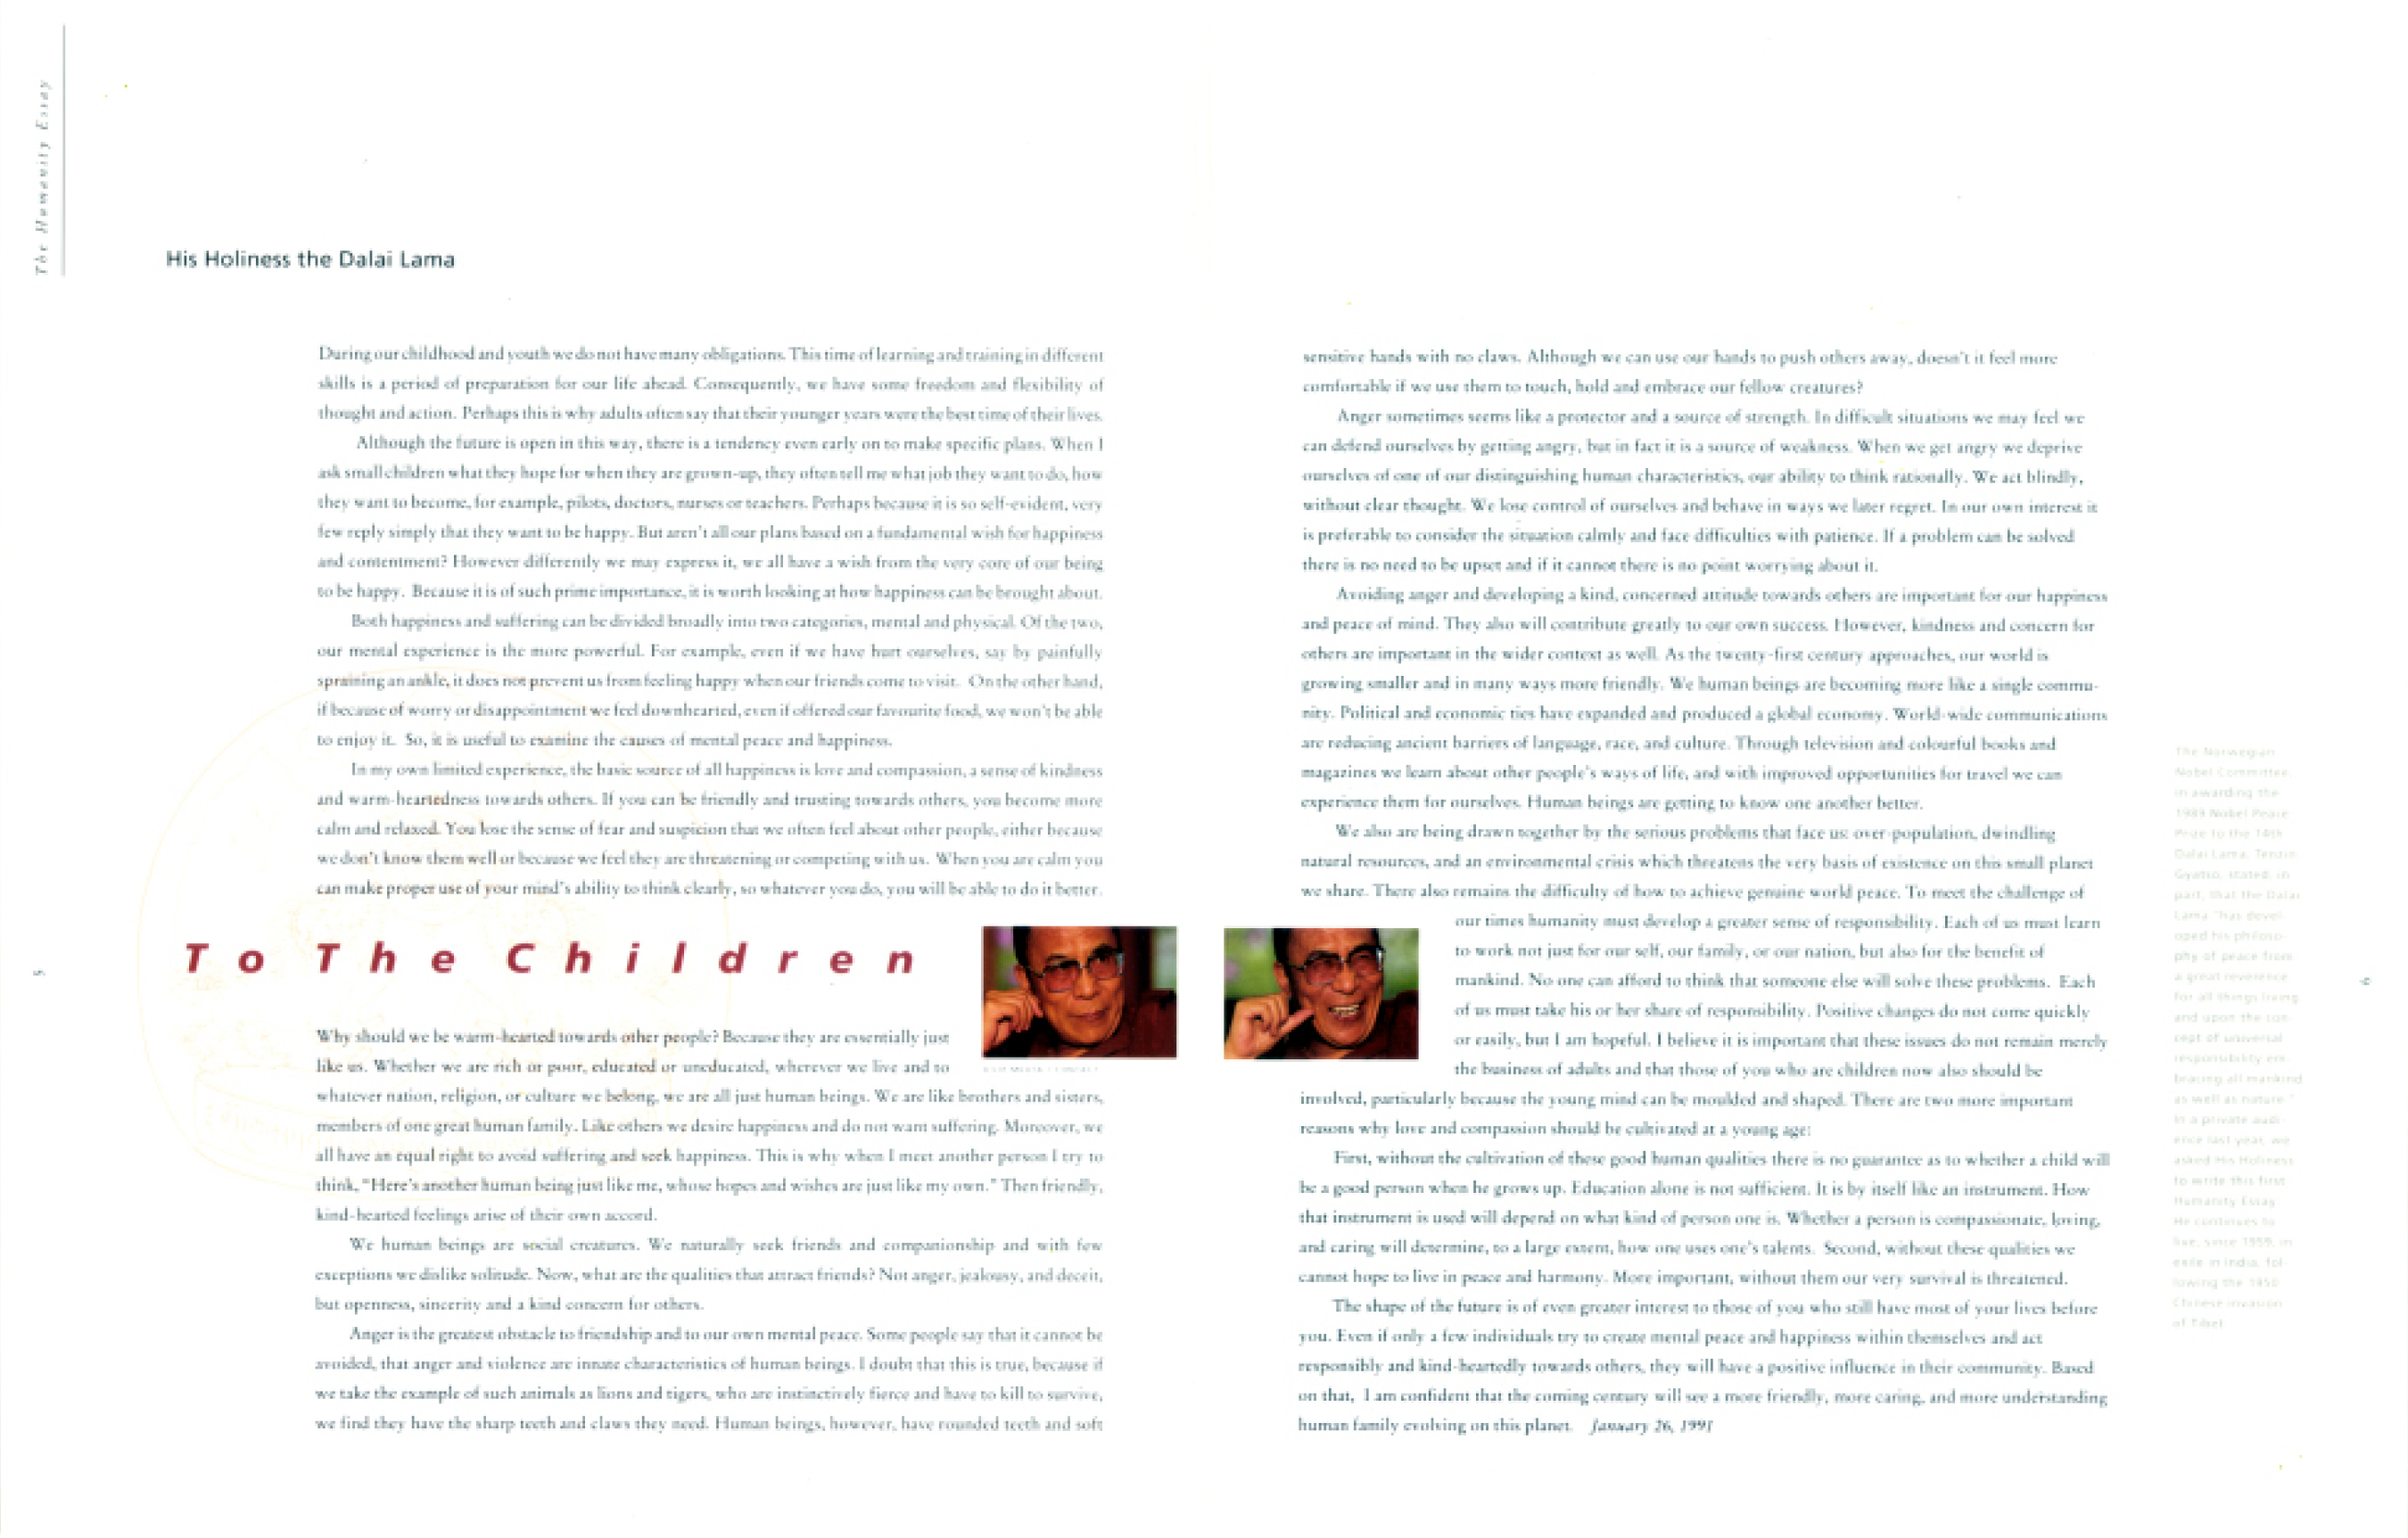 The Humanity Essay
His Holiness the Dalai Lama
During our childhood and youth we do not have many obligations. This time of learning and training in different
skills is a period of preparation for our life ahead. Consequently, we have some freedom and flexibility of
thought and action. Perhaps this is why adults often say that their younger years were the best time of their lives.
Although the future is open in this way, there is a tendency even early on to make specific plans. When I
ask small children what they hope for when they are grown-up, they often tell me what job they want to do, how
they want to become, for example, pilots, doctors, nurses or teachers. Perhaps because it is so self-evident, very
few reply simply that they want to be happy. But aren't all our plans based on a fundamental wish for happiness
and contentment? However differently we may express it, we all have a wish from the very core of our being
to be happy. Because it is of such prime importance, it is worth looking at how happiness can be brought about.
Both happiness and suffering can be divided broadly into two categories, mental and physical. Of the two,
our mental experience is the more powerful. For example, even if we have hurt ourselves, say by painfully
spraining an ankle, it does not prevent us from feeling happy when our friends come to visit. On the other hand,
if because of worry or disappointment we feel downhearted, even if offered our favourite food, we won't be able
to enjoy it. So, it is useful to examine the causes of mental peace and happiness.
In my own limited experience, the basic source of all happiness is love and compassion, a sense of kindness
and warm-heartedness towards others. If you can be friendly and trusting towards others, you become more
calm and relaxed. You lose the sense of fear and suspicion that we often feel about other people, either because
we don't know them well or because we feel they are threatening or competing with us. When you are calm you
can make proper use of your mind's ability to think clearly, so whatever you do, you will be able to do it better.
To The Children
Why should we be warm-hearted towards other people? Because they are essentially just
like us. Whether we are rich or poor, educated or uneducated, wherever we live and to
whatever nation, religion, or culture we belong, we are all just human beings. We are like brothers and sisters,
members of one great human family. Like others we desire happiness and do not want suffering. Moreover, we
all have an equal right to avoid suffering and seek happiness. This is why when I meet another person I try to
think, "Here's another human being just like me, whose hopes and wishes are just like my own." Then friendly,
kind-hearted feelings arise of their own accord.
We human beings are social creatures. We naturally seek friends and companionship and with few
exceptions we dislike solitude. Now, what are the qualities that attract friends? Not anger, jealousy, and deceit,
but openness, sincerity and a kind concern for others.
Anger is the greatest obstacle to friendship and to our own mental peace. Some people say that it cannot be
avoided, that anger and violence are innate characteristics of human beings. I doubt that this is true, because if
we take the example of such animals as lions and tigers, who are instinctively fierce and have to kill to survive,
we find they have the sharp teeth and claws they need. Human beings, however, have rounded teeth and soft
5
sensitive hands with no claws. Although we can use our hands to push others away, doesn't it feel more
comfortable if we use them to touch, hold and embrace our fellow creatures?
Anger sometimes seems like a protector and a source of strength. In difficult situations we may feel we
can defend ourselves by getting angry, but in fact it is a source of weakness. When we get angry we deprive
ourselves of one of our distinguishing human characteristics, our ability to think rationally. We act blindly,
without clear thought. We lose control of ourselves and behave in ways we later regret. In our own interest it
is preferable to consider the situation calmly and face difficulties with patience. If a problem can be solved
there is no need to be upset and if it cannot there is no point worrying about it.
Avoiding anger and developing a kind, concerned attitude towards others are important for our happiness
and peace of mind. They also will contribute greatly to our own success. However, kindness and concern for
others are important in the wider context as well. As the twenty-first century approaches, our world is
growing smaller and in many ways more friendly. We human beings are becoming more like a single commu-
nity. Political and economic ties have expanded and produced a global economy. World-wide communications
are reducing ancient barriers of language, race, and culture. Through television and colourful books and
magazines we learn about other people's ways of life, and with improved opportunities for travel we can
experience them for ourselves. Human beings are getting to know one another better.
We also are being drawn together by the serious problems that face us: over-population, dwindling
natural resources, and an environmental crisis which threatens the very basis of existence on this small planet
we share. There also remains the difficulty of how to achieve genuine world peace. To meet the challenge of
our times humanity must develop a greater sense of responsibility. Each of us must learn
to work not just for our self, our family, or our nation, but also for the benefit of
mankind. No one can afford to think that someone else will solve these problems. Each
of us must take his or her share of responsibility. Positive changes do not come quickly
or easily, but I am hopeful. I believe it is important that these issues do not remain merely
the business of adults and that those of you who are children now also should be
involved, particularly because the young mind can be moulded and shaped. There are two more important
reasons why love and compassion should be cultivated at a young age:
First, without the cultivation of these good human qualities there is no guarantee as to whether a child will
be a good person when he grows up. Education alone is not sufficient. It is by itself like an instrument. How
that instrument is used will depend on what kind of person one is. Whether a person is compassionate, loving,
and caring will determine, to a large extent, how one uses one's talents. Second, without these qualities we
cannot hope to live in peace and harmony. More important, without them our very survival is threatened.
The shape of the future is of even greater interest to those of you who still have most of your lives before
you. Even if only a few individuals try to create mental peace and happiness within themselves and act
responsibly and kind-heartedly towards others, they will have a positive influence in their community. Based
on that, I am confident that the coming century will see a more friendly, more caring, and more understanding
human family evolving on this planet. January 26, 1991
The Norwegian
Nobel Committee,
in awarding the
1989 Nobel Peace
Prize to the 14th
Dalai Lama, Tenzin
Gyatso, stated, in
part, that the Dalai
Lama "has devel-
oped his philoso-
phy of peace from
a great reverence
for all things living
and upon the con-
cept of universal
responsibility em-
bracing all mankind
as well as nature."
In a private audi-
ence last year, we
asked His Holiness
to write this first
Humanity Essay.
He continues to
live, since 1959, in
exile in India, fol-
lowing the 1950
Chinese invasion
of Tibet.
6